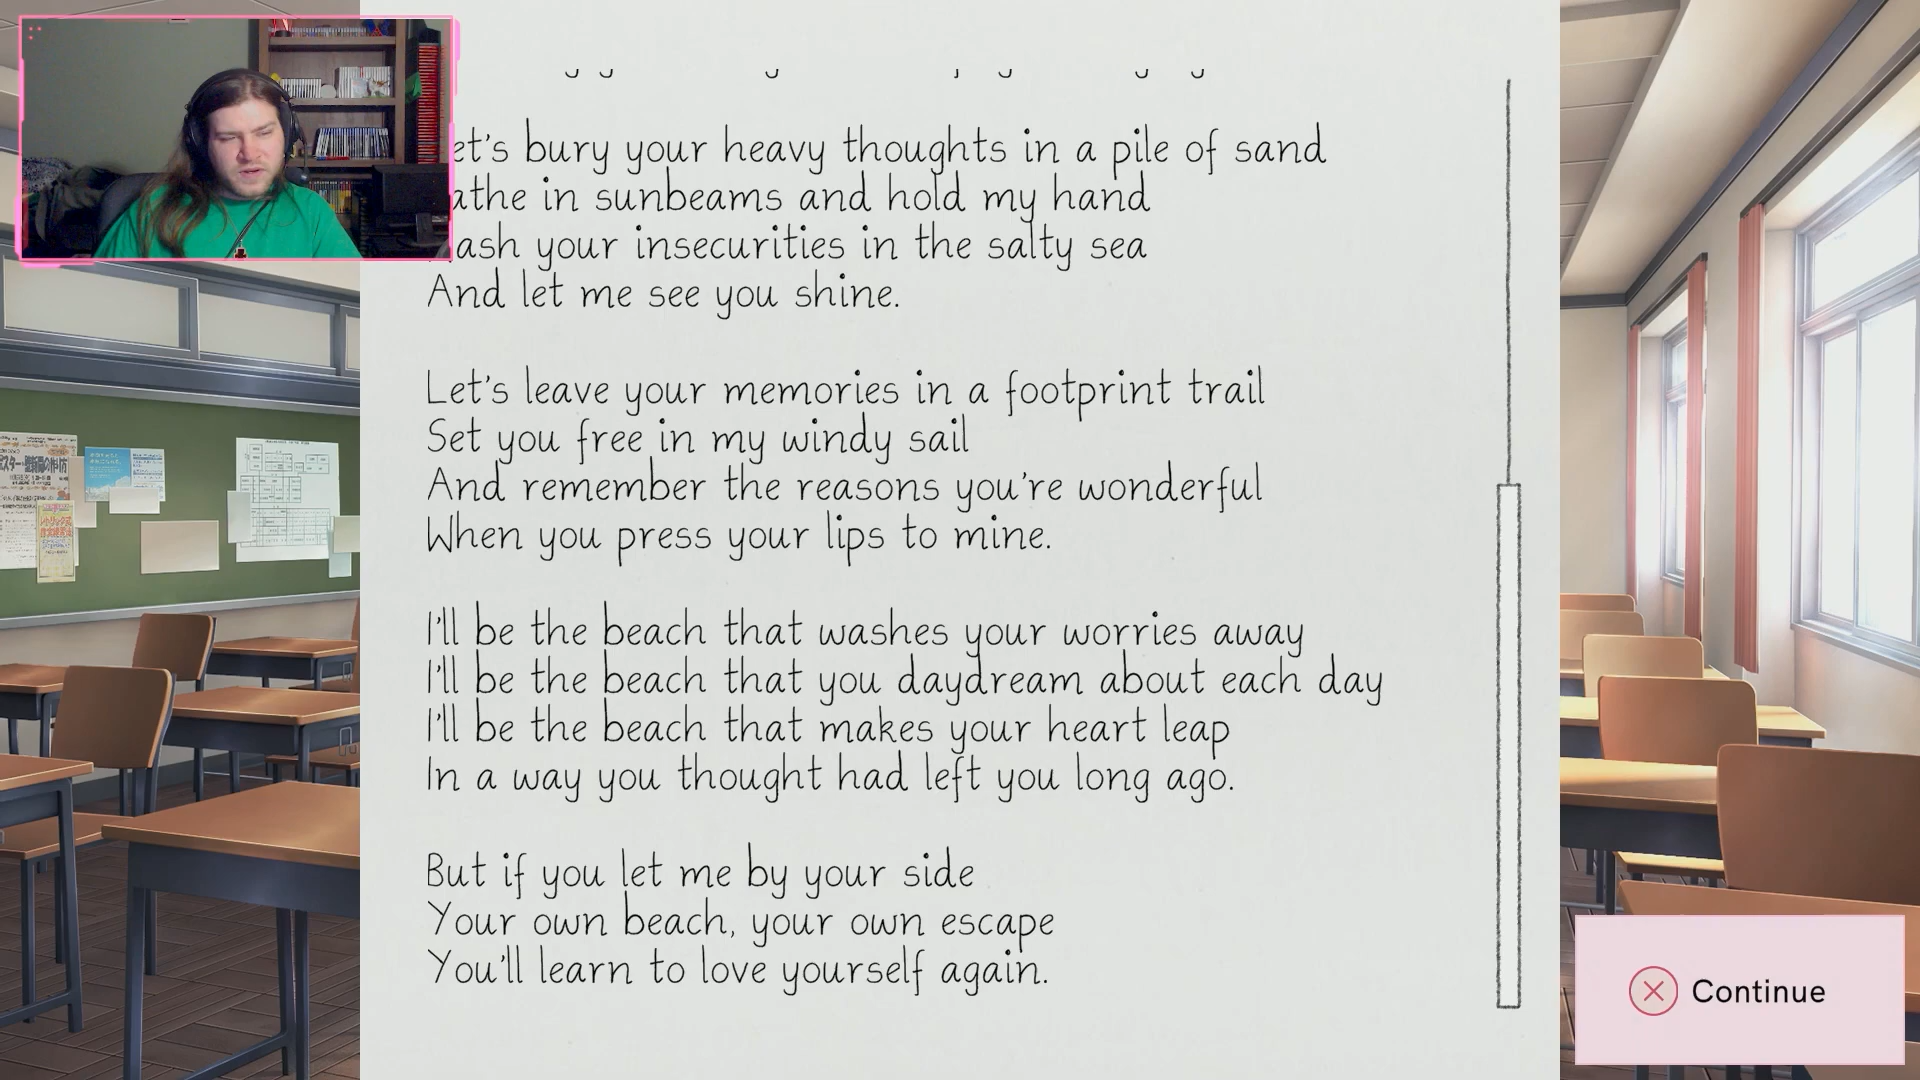 et's bury your heavy thoughts in a pile of sand
athe in sunbeams and hold my hand
ash your insecurities in the salty sea
And let me see you shine.
Let's leave your memories in a footprint trail
Set you free in my windy sail
And remember the reasons you're wonderful
When you press your lips to mine.
I'll be the beach that washes your worries away
I'll be the beach that you daydream about each day
I'll be the beach that makes your heart leap
In a way you thought had left you long ago.
But if you let me by your side
Your own beach, your own escape
You'll learn to love yourself again.
Continue